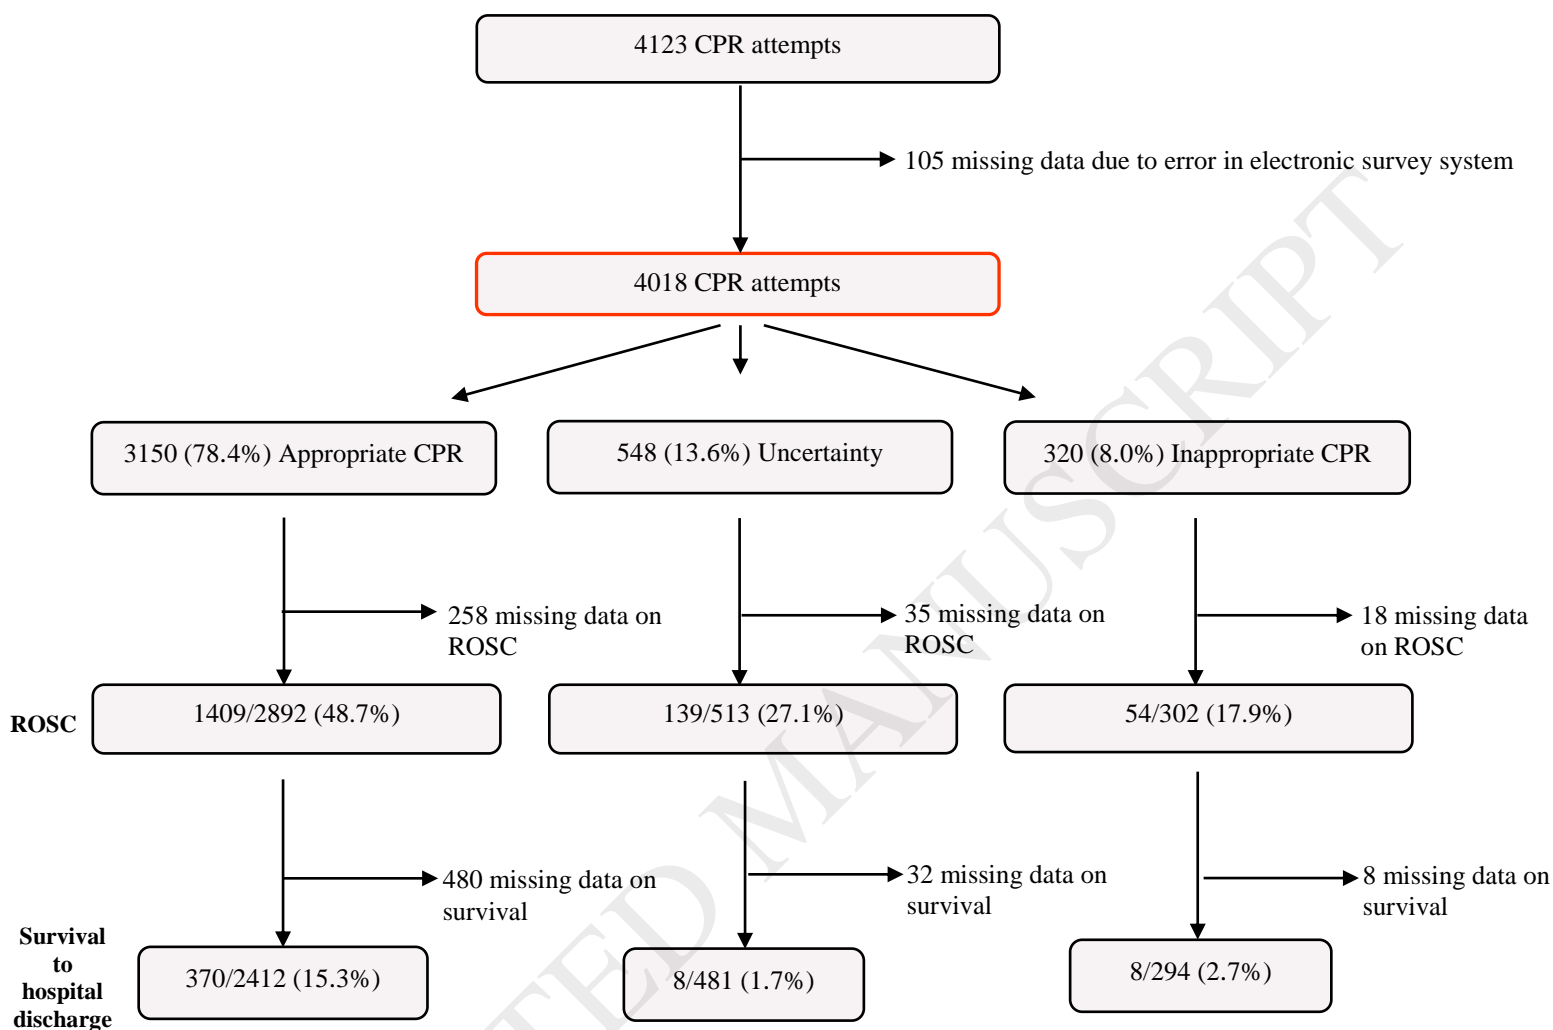 4123 CPR attempts
105 missing data due to error in electronic survey system
4018 CPR attempts
3150 (78.4%) Appropriate CPR
548 (13.6%) Uncertainty
320 (8.0%) Inappropriate CPR
258 missing data on
ROSC
35 missing data on
ROSC
18 missing data
on ROSC
ROSC
1409/2892 (48.7%)
139/513 (27.1%)
54/302 (17.9%)
480 missing data on
survival
32 missing data on
survival
8 missing data on
survival
Survival
to
hospital
discharge
370/2412 (15.3%)
8/481 (1.7%)
8/294 (2.7%)
TED MANUSCRIPT